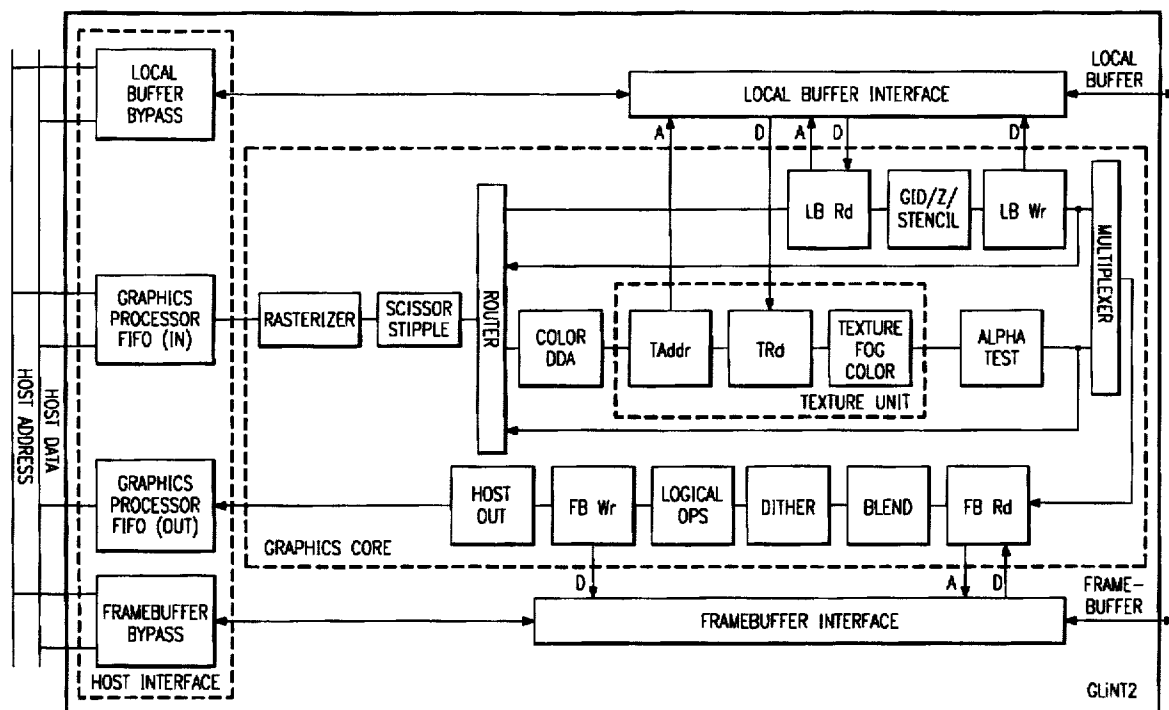 LOCAL
BUFFER
BYPASS
LOCAL BUFFER INTERFACE
LOCAL
BUFFER
A
D
A
D
D
LB Rd
GID/Z/
STENCIL
LB Wr
MULTIPLEXER
HOST ADDRESS
HOST DATA
GRAPHICS
PROCESSOR
FIFO (IN)
RASTERIZER
SCISSOR
STIPPLE
ROUTER
COLOR
DDA
TAddr
TRd
TEXTURE
FOG
COLOR
TEXTURE UNIT
ALPHA
TEST
GRAPHICS
PROCESSOR
FIFO (OUT)
HOST
OUT
FB Wr
LOGICAL
OPS
DITHER
BLEND
FB Rd
GRAPHICS CORE
D
A
D
FRAMEBUFFER
BYPASS
FRAMEBUFFER INTERFACE
FRAME-
BUFFER
HOST INTERFACE
GLiNT2